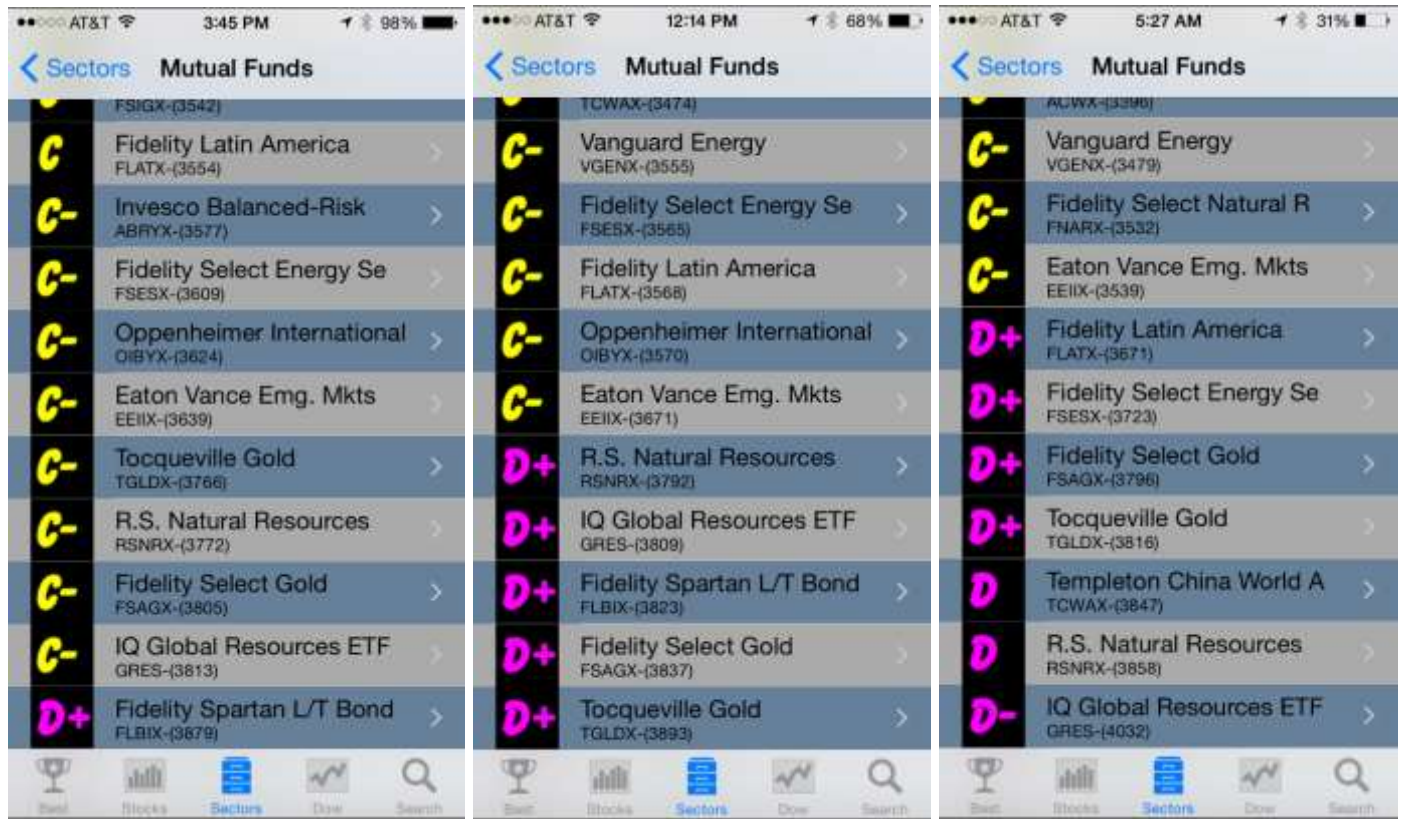 AT&T 3:45 PM 98%
Sectors Mutual Funds
FSIGX-(3542)
C Fidelity Latin America
FLATX-(3554)
C- Invesco Balanced-Risk
ABRYX-(3577)
C- Fidelity Select Energy Se
FSESX-(3609)
C- Oppenheimer International
OIBYX-(3624)
C- Eaton Vance Emg. Mkts
EEIIX-(3639)
C- Tocqueville Gold
TGLDX-(3766)
C- R.S. Natural Resources
RSNRX-(3772)
C- Fidelity Select Gold
FSAGX-(3805)
C- IQ Global Resources ETF
GRES-(3813)
D+ Fidelity Spartan L/T Bond
FLBIX-(3879)
Best Stocks Sectors Dow Search
AT&T 12:14 PM 68%
Sectors Mutual Funds
TCWAX-(3474)
C- Vanguard Energy
VGENX-(3555)
C- Fidelity Select Energy Se
FSESX-(3565)
C- Fidelity Latin America
FLATX-(3568)
C- Oppenheimer International
OIBYX-(3570)
C- Eaton Vance Emg. Mkts
EEIIX-(3671)
D+ R.S. Natural Resources
RSNRX-(3792)
D+ IQ Global Resources ETF
GRES-(3809)
D+ Fidelity Spartan L/T Bond
FLBIX-(3823)
D+ Fidelity Select Gold
FSAGX-(3837)
D+ Tocqueville Gold
TGLDX-(3893)
Best Stocks Sectors Dow Search
AT&T 5:27 AM 31%
Sectors Mutual Funds
ACWX-(3396)
C- Vanguard Energy
VGENX-(3479)
C- Fidelity Select Natural R
FNARX-(3532)
C- Eaton Vance Emg. Mkts
EEIIX-(3539)
D+ Fidelity Latin America
FLATX-(3671)
D+ Fidelity Select Energy Se
FSESX-(3723)
D+ Fidelity Select Gold
FSAGX-(3796)
D+ Tocqueville Gold
TGLDX-(3816)
D Templeton China World A
TCWAX-(3847)
D R.S. Natural Resources
RSNRX-(3858)
D- IQ Global Resources ETF
GRES-(4032)
Best Stocks Sectors Dow Search